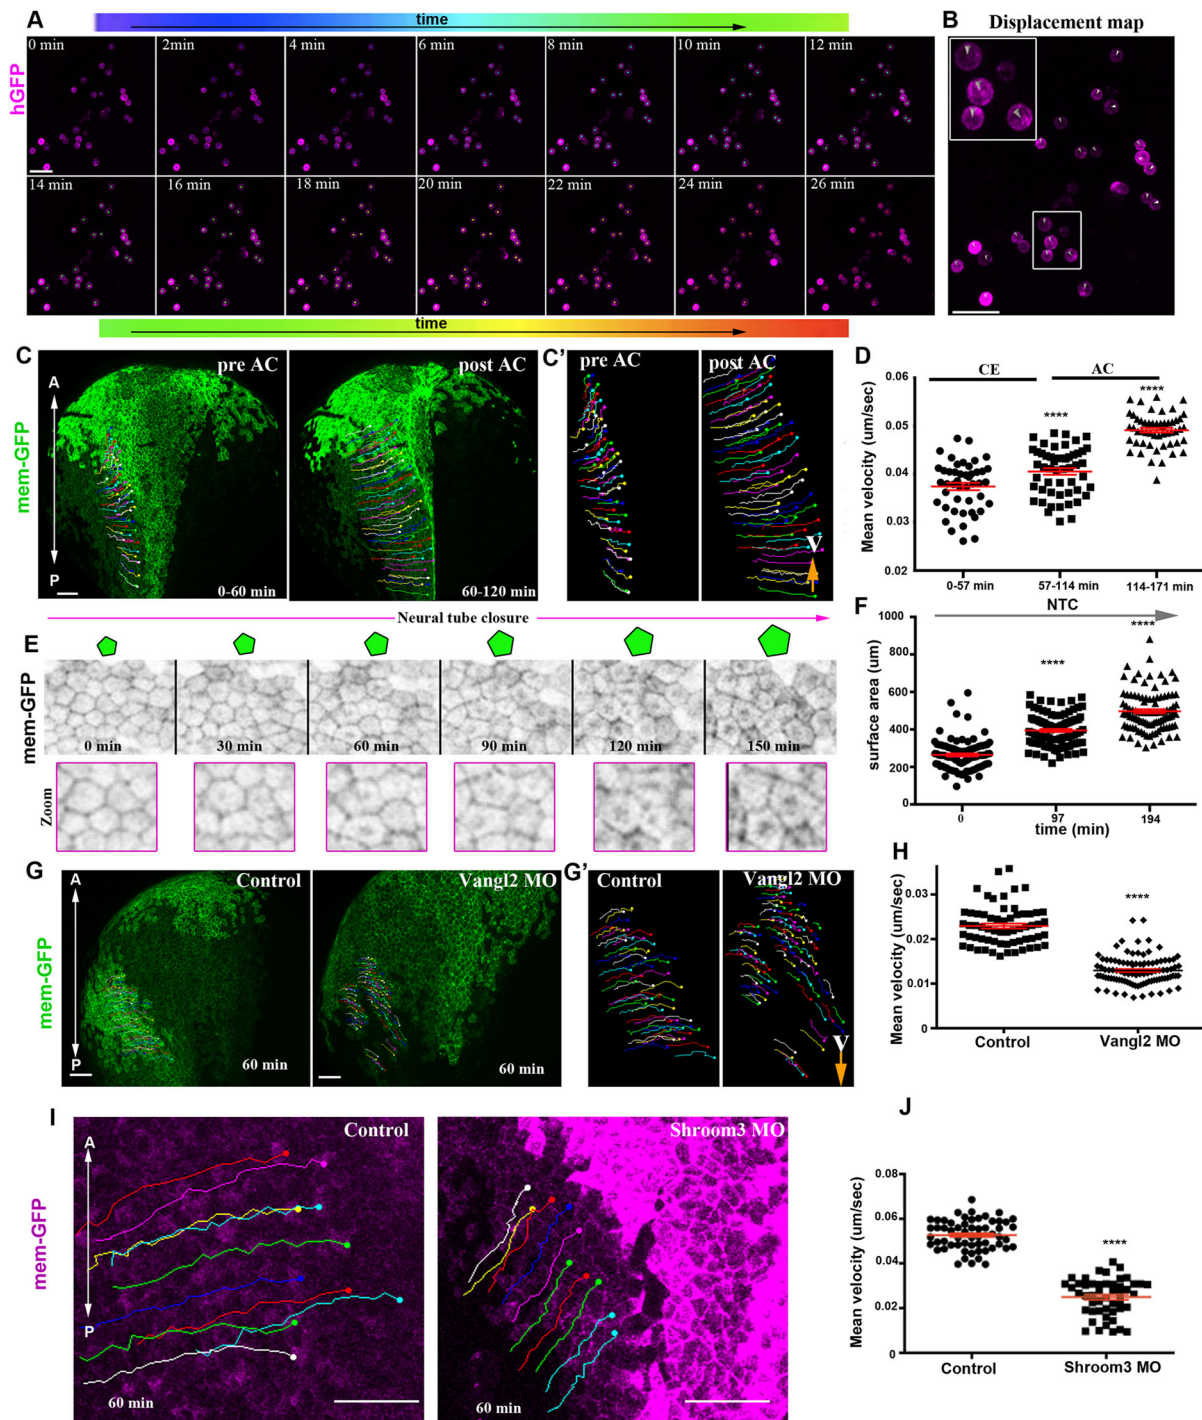 A
time
hGFP
0 min
2min
4 min
6 min
8 min
10 min
12 min
14 min
16 min
18 min
20 min
22 min
24 min
26 min
time
B
Displacement map
C
pre AC
post AC
mem-GFP
A
P
0-60 min
60-120 min
C'
pre AC
post AC
V
D
CE
AC
Mean velocity (um/sec)
0.06
0.05
0.04
0.03
0.02
****
****
0-57 min
57-114 min
114-171 min
Neural tube closure
E
mem-GFP
0 min
30 min
60 min
90 min
120 min
150 min
Zoom
F
NTC
surface area (um)
1000
800
600
400
200
0
****
****
0
97
194
time (min)
G
Control
Vangl2 MO
mem-GFP
A
P
60 min
60 min
G'
Control
Vangl2 MO
V
H
Mean velocity (um/sec)
0.03
0.02
0.01
0
****
Control
Vangl2 MO
I
Control
Shroom3 MO
mem-GFP
A
P
60 min
60 min
J
Mean velocity (um/sec)
0.08
0.06
0.04
0.02
0.00
****
Control
Shroom3 MO